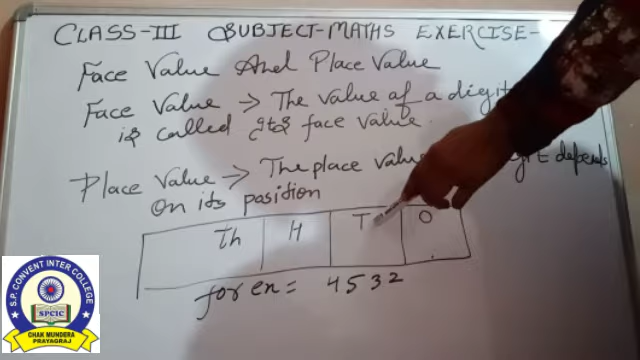 CLASS-III SUBJECT-MATHS EXERCISE-
Face Value And Place Value
Face Value → The value of a digit
is called its face value.
Place Value → The place value digit depends
on its position
Th H T O
for ex = 4532
S.P. CONVENT INTER COLLEGE
SPCIC
CHAK MUNDERA
PRAYAGRAJ